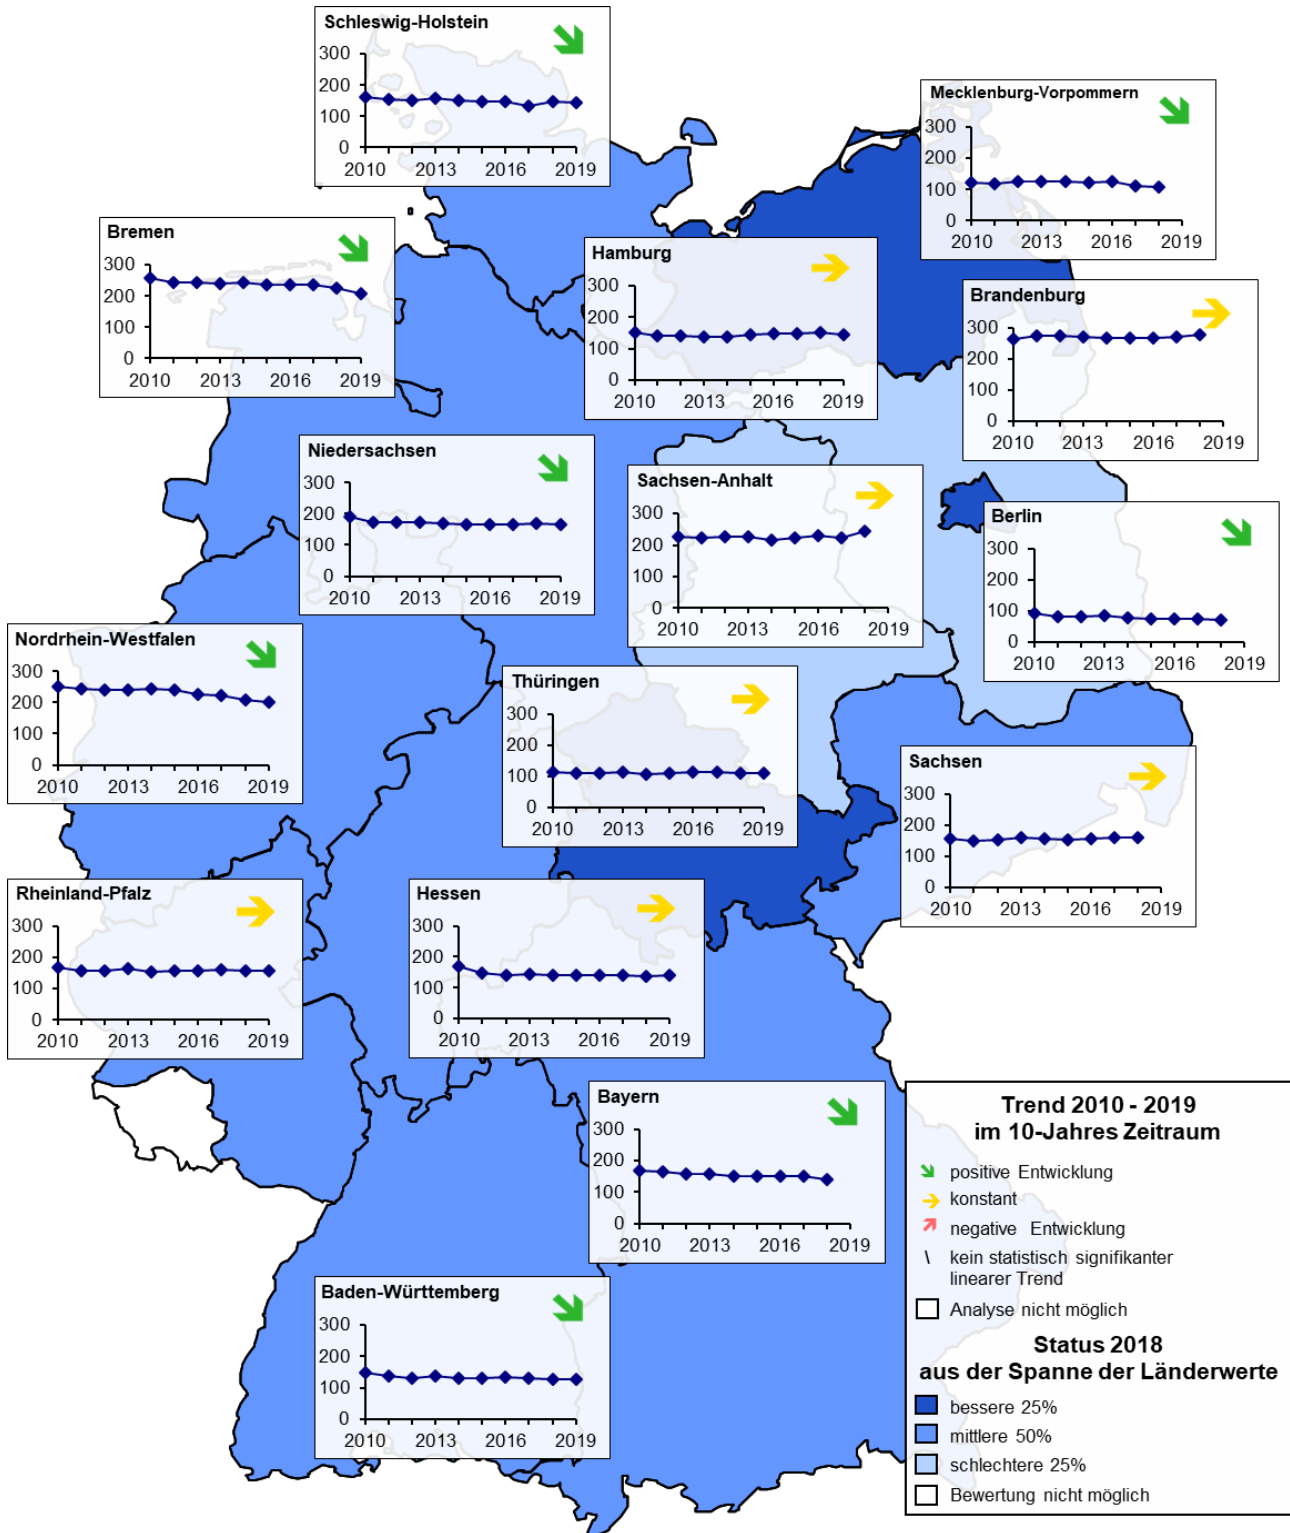 Schleswig-Holstein
300
200
100
0
2010 2013 2016 2019
Mecklenburg-Vorpommern
300
200
100
0
2010 2013 2016 2019
Bremen
300
200
100
0
2010 2013 2016 2019
Hamburg
300
200
100
0
2010 2013 2016 2019
Brandenburg
300
200
100
0
2010 2013 2016 2019
Niedersachsen
300
200
100
0
2010 2013 2016 2019
Sachsen-Anhalt
300
200
100
0
2010 2013 2016 2019
Berlin
300
200
100
0
2010 2013 2016 2019
Nordrhein-Westfalen
300
200
100
0
2010 2013 2016 2019
Thüringen
300
200
100
0
2010 2013 2016 2019
Sachsen
300
200
100
0
2010 2013 2016 2019
Rheinland-Pfalz
300
200
100
0
2010 2013 2016 2019
Hessen
300
200
100
0
2010 2013 2016 2019
Bayern
300
200
100
0
2010 2013 2016 2019
Baden-Württemberg
300
200
100
0
2010 2013 2016 2019
Trend 2010 - 2019
im 10-Jahres Zeitraum
positive Entwicklung
konstant
negative Entwicklung
\ kein statistisch signifikanter
linearer Trend
Analyse nicht möglich
Status 2018
aus der Spanne der Länderwerte
bessere 25%
mittlere 50%
schlechtere 25%
Bewertung nicht möglich